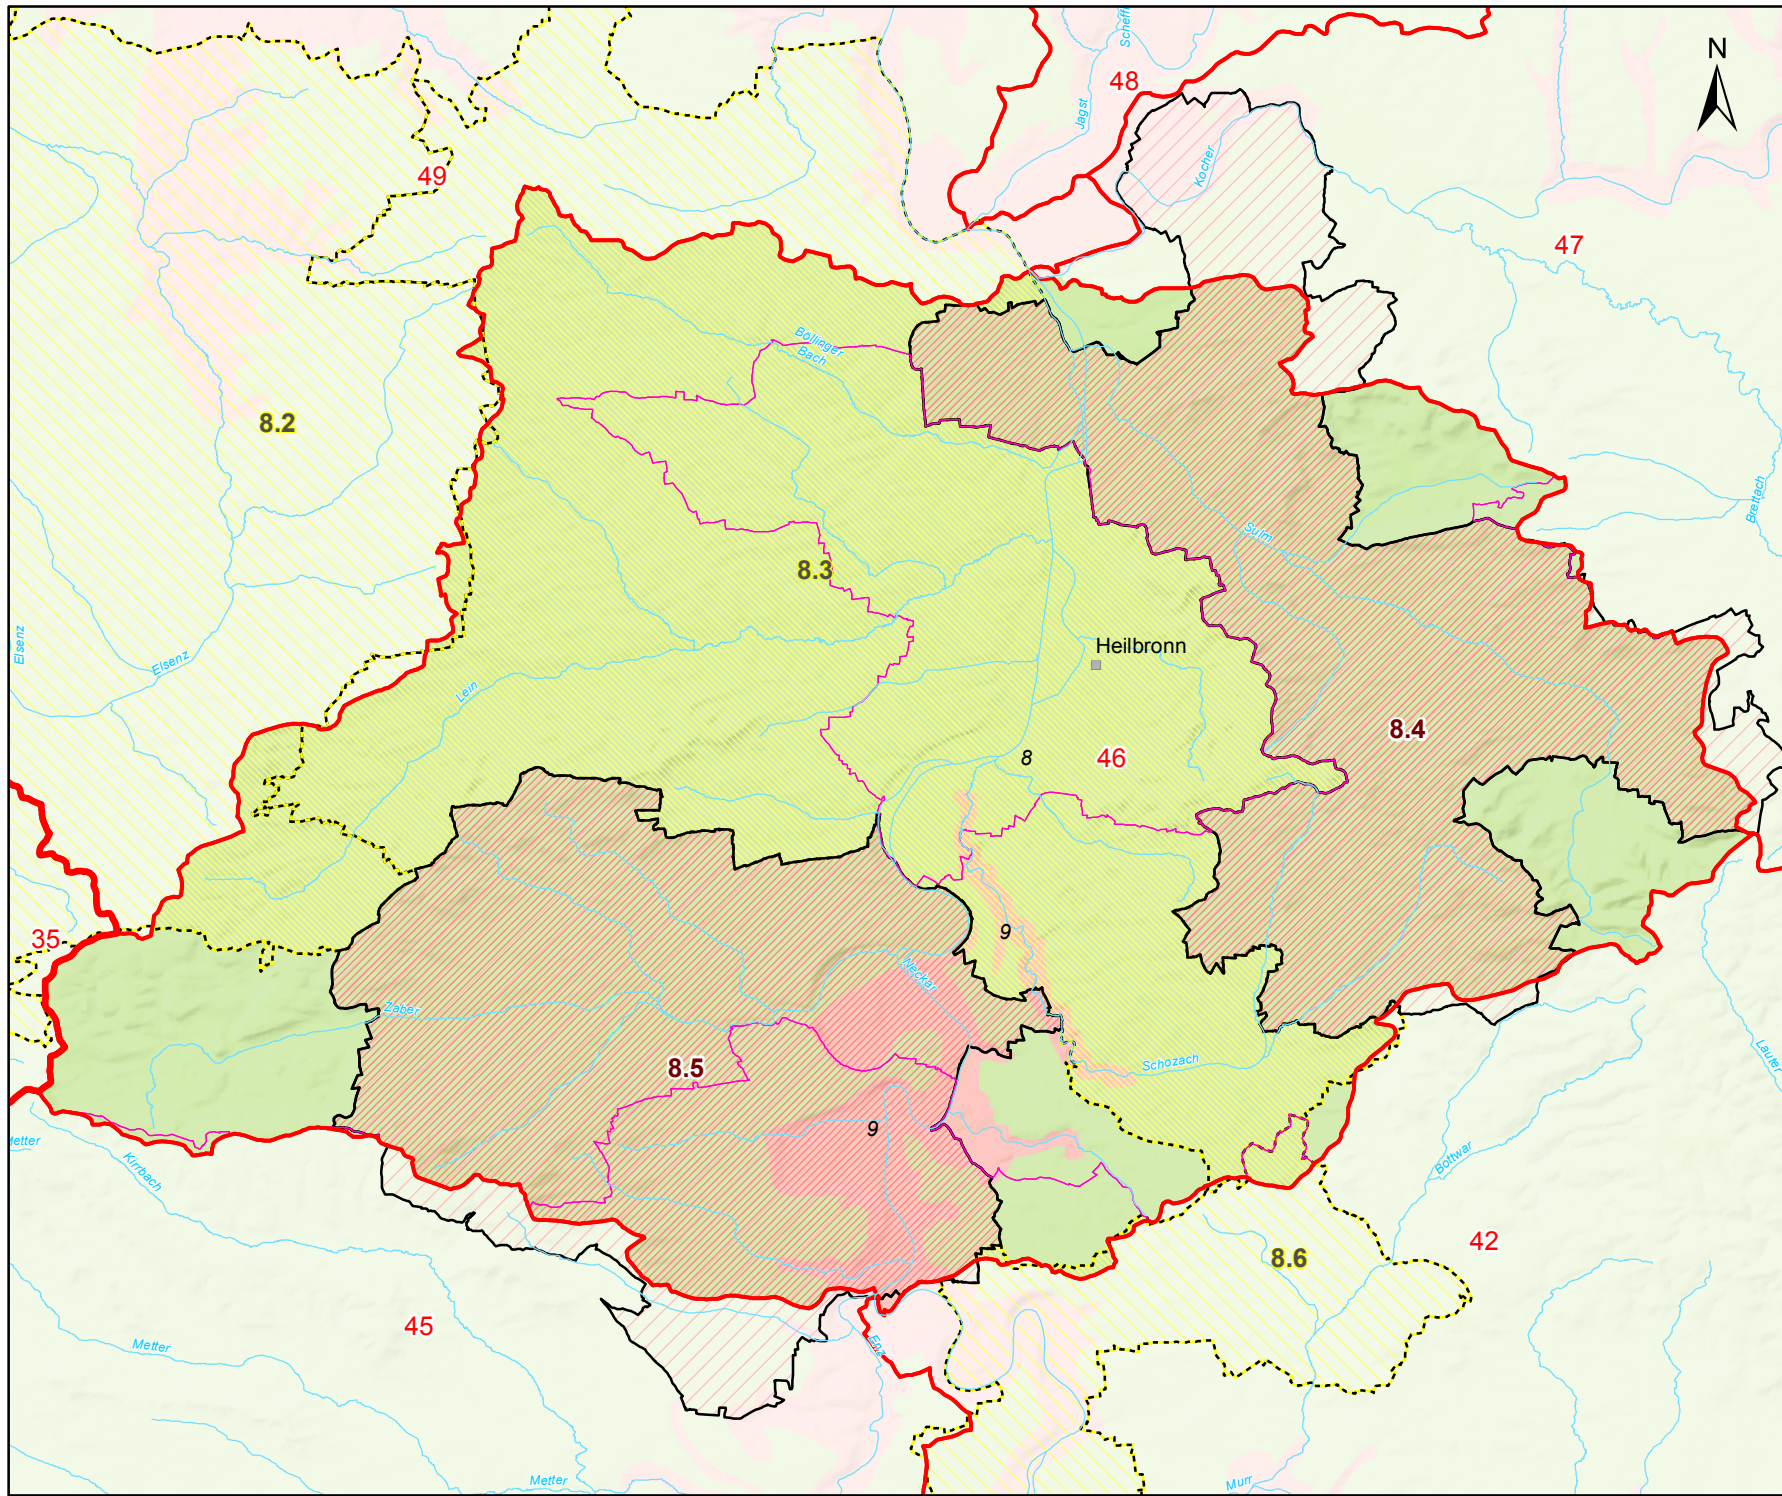 N
Scheffl
48
Jagst
Kocher
49
47
Böllinger
Bach
8.2
Brettach
Sulm
8.3
Elsenz
Elsenz
Heilbronn
Lein
8.4
8
46
35
9
Neckar
Zaber
Schozach
Lauter
8.5
9
Metter
Kirrbach
Bottwar
42
8.6
45
Metter
Enz
Metter
Murr